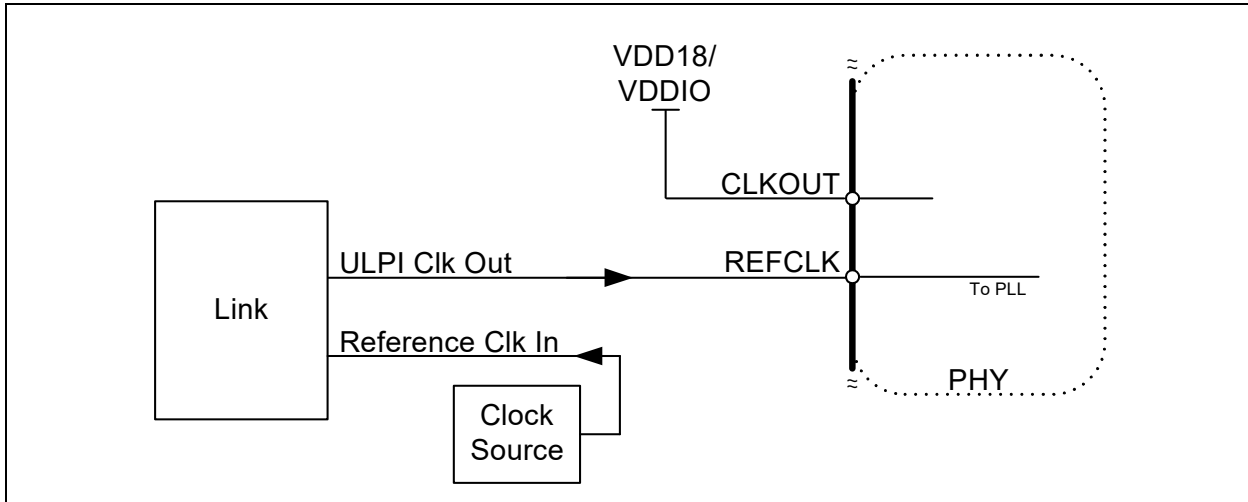 VDD18/
VDDIO
CLKOUT
ULPI Clk Out
REFCLK
To PLL
Link
Reference Clk In
PHY
Clock
Source